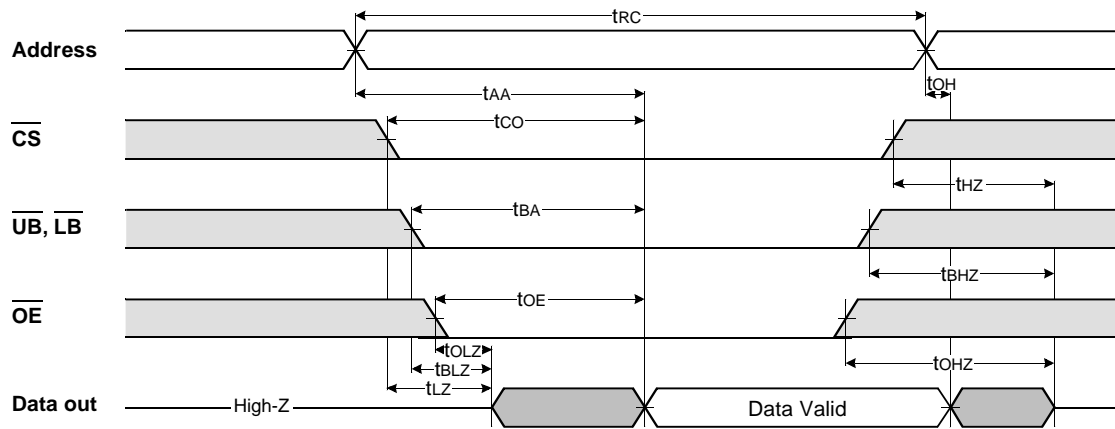 tRC
Address
tOH
tAA
CS
tCO
tHZ
UB, LB
tBA
tBHZ
OE
tOE
tOLZ
tOHZ
tBLZ
tLZ
Data out
High-Z
Data Valid